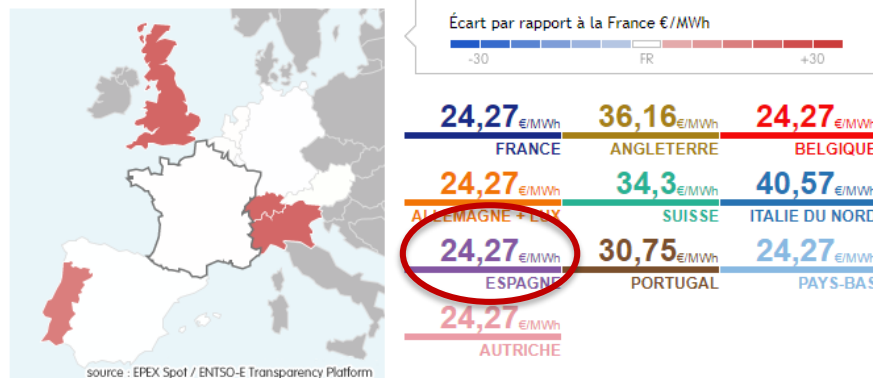 Écart par rapport à la France €/MWh
-30 FR +30
24,27 €/MWh 36,16 €/MWh 24,27 €/MWh
FRANCE ANGLETERRE BELGIQUE
24,27 €/MWh 34,3 €/MWh 40,57 €/MWh
ALLEMAGNE + LUX SUISSE ITALIE DU NORD
24,27 €/MWh 30,75 €/MWh 24,27 €/MWh
ESPAGNE PORTUGAL PAYS-BAS
24,27 €/MWh
AUTRICHE
source : EPEX Spot / ENTSO-E Transparency Platform